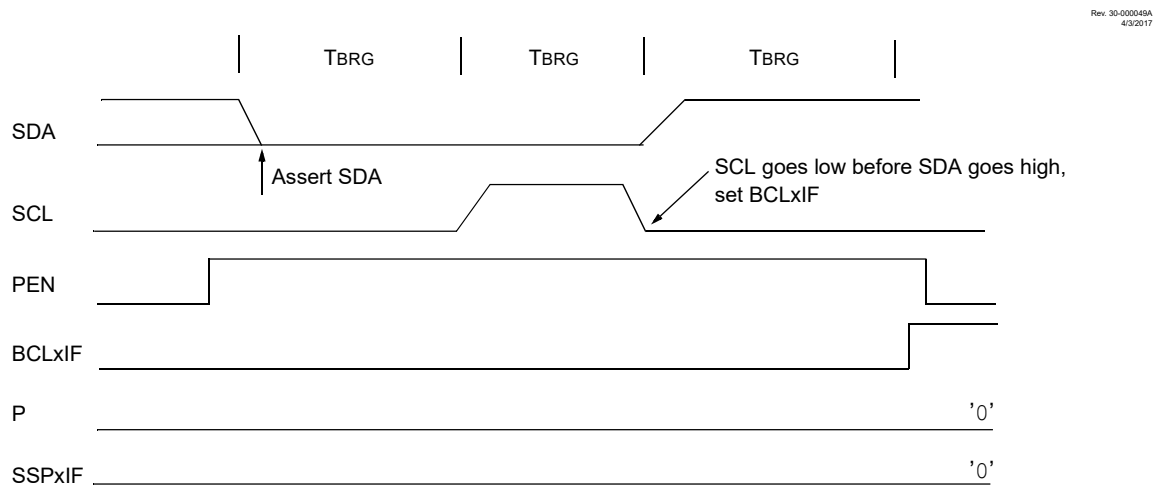 Rev. 30-000049A
4/3/2017
TBRG TBRG TBRG
SDA
Assert SDA
SCL goes low before SDA goes high,
set BCLxIF
SCL
PEN
BCLxIF
P '0'
SSPxIF '0'